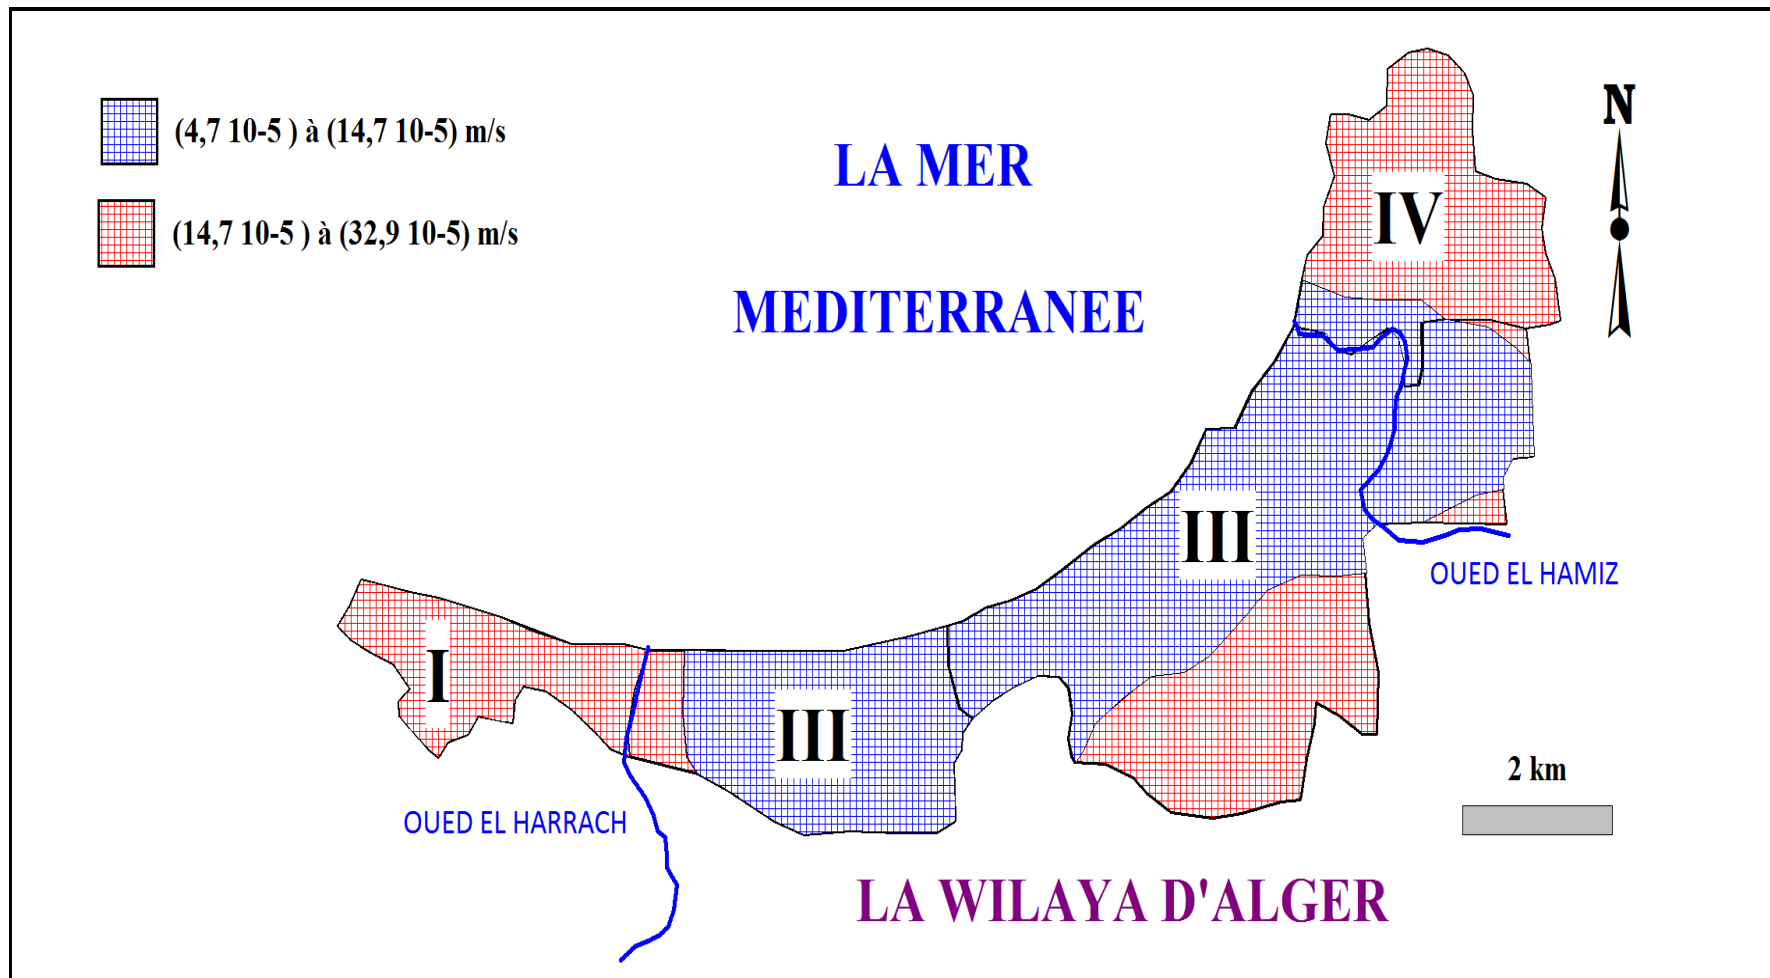 (4,7 10-5 ) à (14,7 10-5) m/s
(14,7 10-5 ) à (32,9 10-5) m/s
LA MER
MEDITERRANEE
N
IV
III
OUED EL HAMIZ
I
III
2 km
OUED EL HARRACH
LA WILAYA D'ALGER